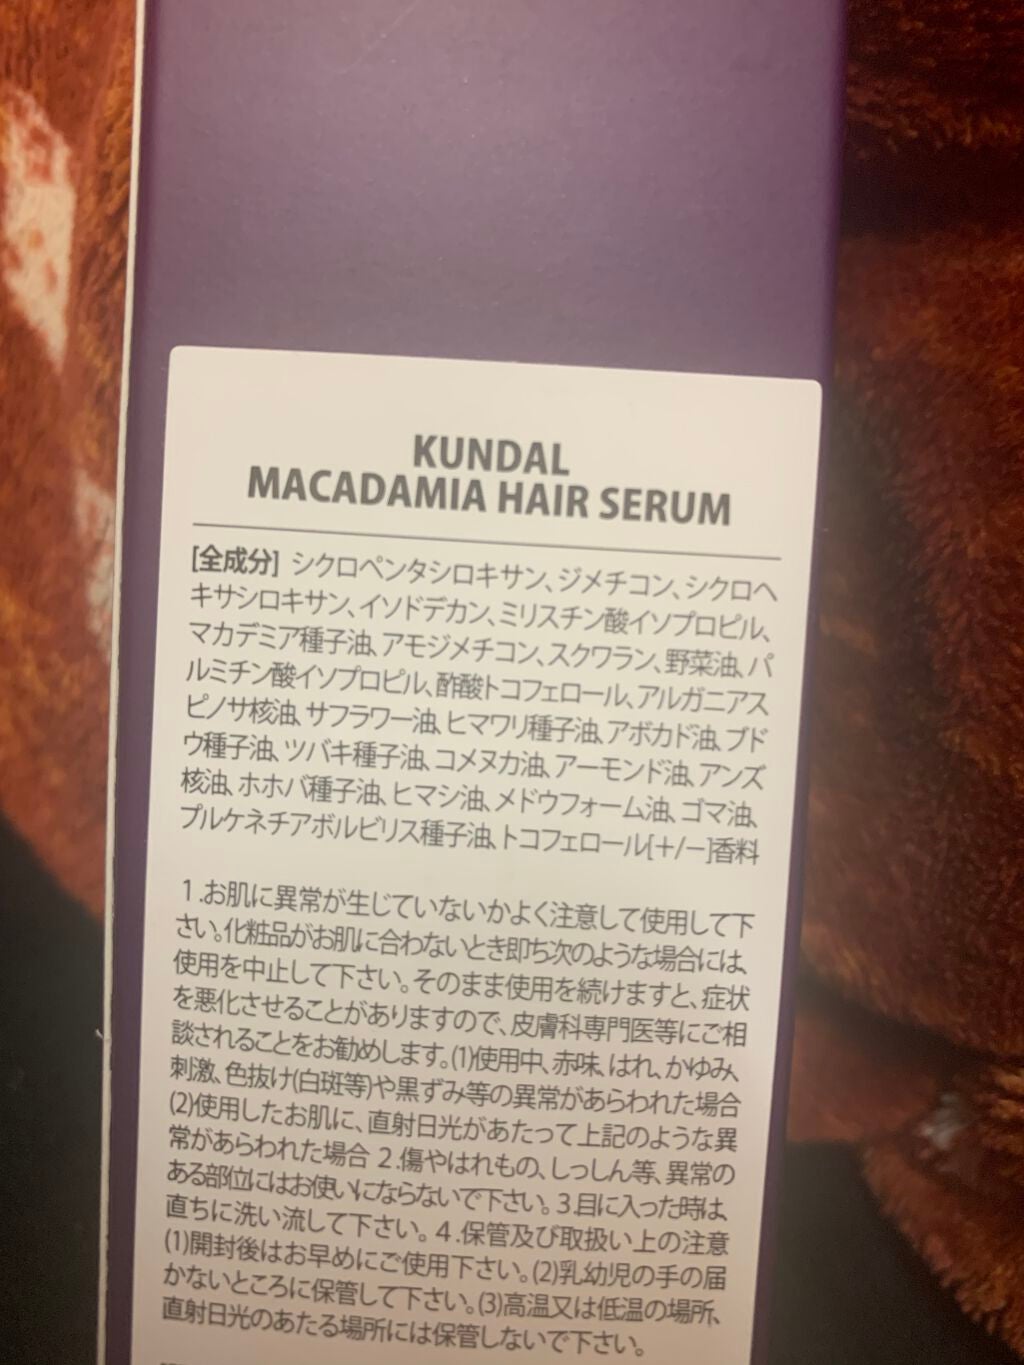 KUNDAL
MACADAMIA HAIR SERUM
[全成分] シクロペンタシロキサン、ジメチコン、シクロヘ
キサシロキサン、イソドデカン、ミリスチン酸イソプロピル、
マカデミア種子油、アモジメチコン、スクワラン、野菜油、パ
ルミチン酸イソプロピル、酢酸トコフェロール、アルガニアス
ピノサ核油、サフラワー油、ヒマワリ種子油、アボカド油、ブド
ウ種子油、ツバキ種子油、コメヌカ油、アーモンド油、アンズ
核油、ホホバ種子油、ヒマシ油、メドウフォーム油、ゴマ油、
プルケネチアボルビリス種子油、トコフェロール[+/−]香料
1.お肌に異常が生じていないかよく注意して使用して下
さい。化粧品がお肌に合わないとき即ち次のような場合には、
使用を中止して下さい。そのまま使用を続けますと、症状
を悪化させることがありますので、皮膚科専門医等にご相
談されることをお勧めします。(1)使用中、赤味、はれ、かゆみ、
刺激、色抜け(白斑等)や黒ずみ等の異常があらわれた場合
(2)使用したお肌に、直射日光があたって上記のような異
常があらわれた場合 2.傷やはれもの、しっしん等、異常の
ある部位にはお使いにならないで下さい。3.目に入った時は、
直ちに洗い流して下さい。4.保管及び取扱い上の注意
(1)開封後はお早めにご使用下さい。(2)乳幼児の手の届
かないところに保管して下さい。(3)高温又は低温の場所、
直射日光のあたる場所には保管しないで下さい。